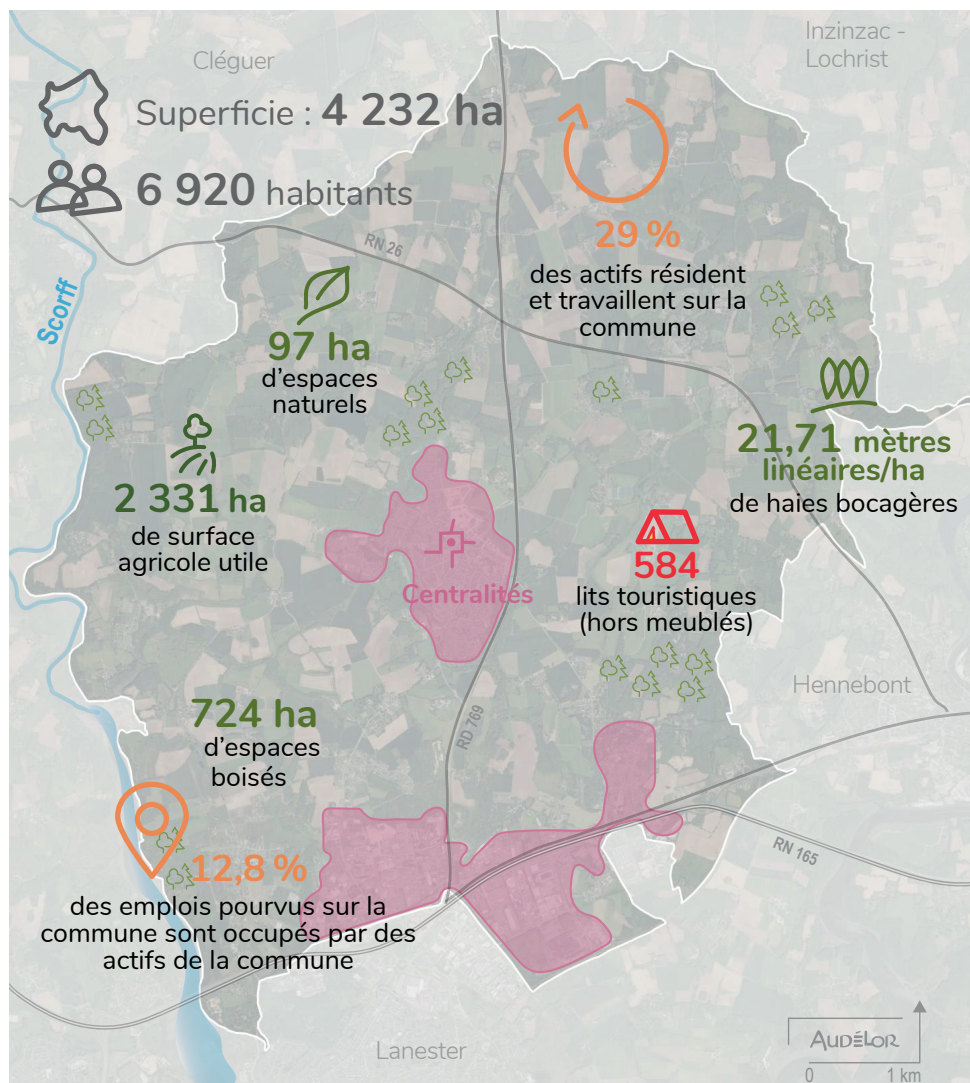 Cléguer
Inzinzac -
Lochrist
Superficie : 4 232 ha
6 920 habitants
RN 26
Scorff
29 %
des actifs résident
et travaillent sur la
commune
97 ha
d'espaces
naturels
21,71 mètres
linéaires/ha
de haies bocagères
2 331 ha
de surface
agricole utile
584
lits touristiques
(hors meublés)
Centralités
Hennebont
724 ha
d'espaces
boisés
RD 769
RN 165
12,8 %
des emplois pourvus sur la
commune sont occupés par des
actifs de la commune
Lanester
AUDÉLOR
0 1 km